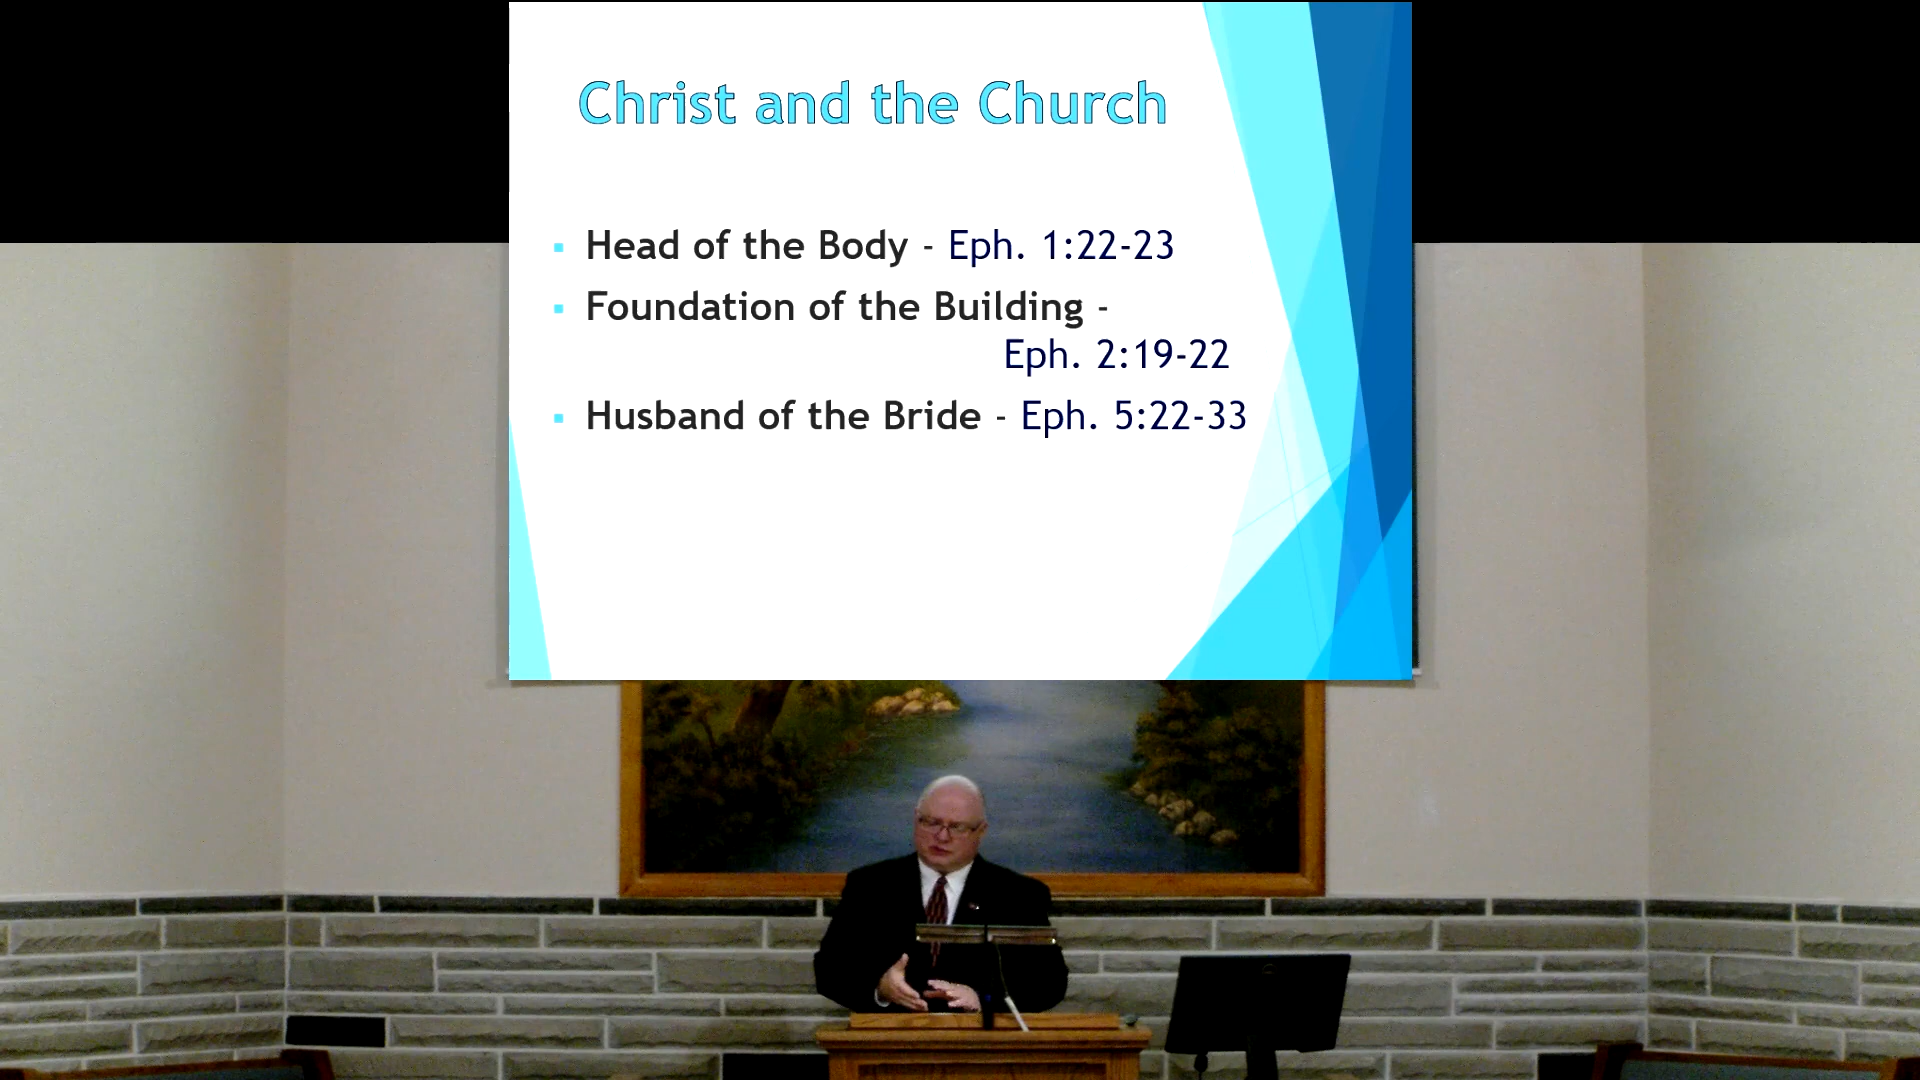 Christ and the Church
▪ Head of the Body - Eph. 1:22-23
▪ Foundation of the Building -
Eph. 2:19-22
▪ Husband of the Bride - Eph. 5:22-33